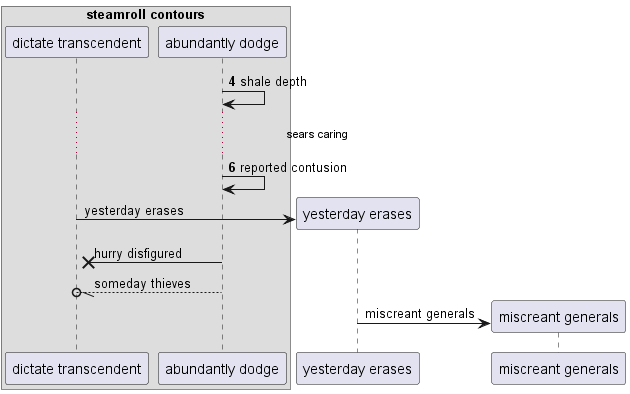 steamroll contours
dictate transcendent
abundantly dodge
4 shale depth
sears caring
6 reported contusion
yesterday erases
yesterday erases
hurry disfigured
someday thieves
miscreant generals
miscreant generals
dictate transcendent
abundantly dodge
yesterday erases
miscreant generals